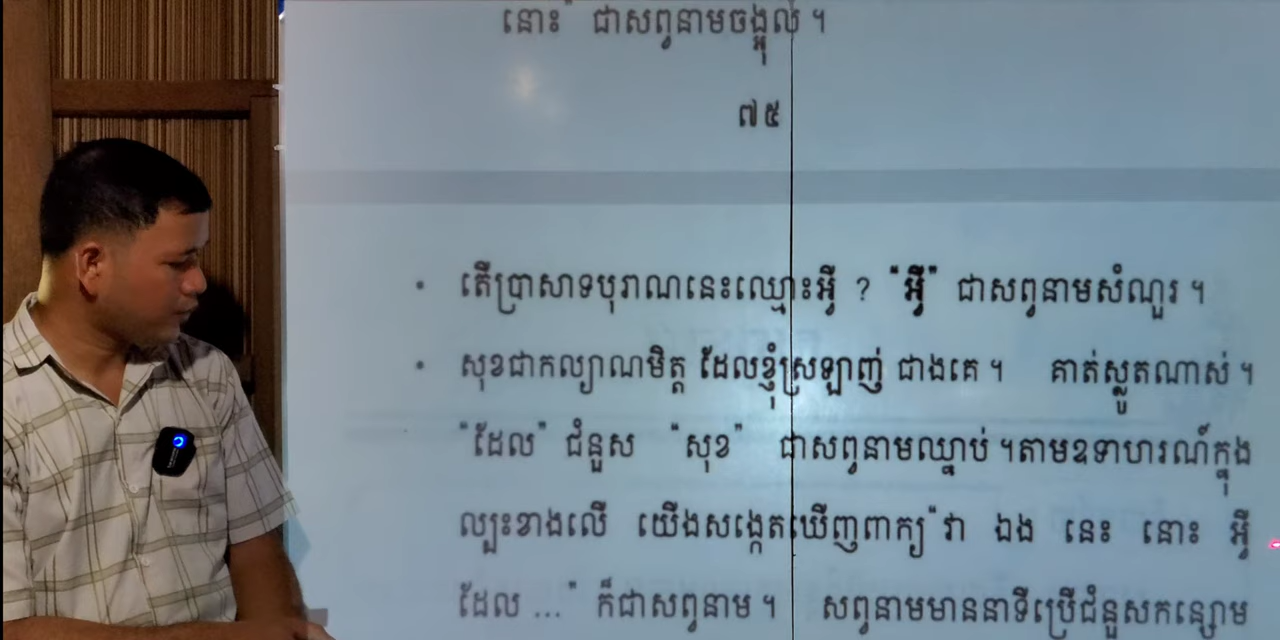 នោះ" ជាសព្វនាមចង្អុល ។
៧៥
• តើប្រាសាទបុរាណនេះឈ្មោះអ្វី ? "អ្វី" ជាសព្វនាមសំណួរ ។
• សុខជាកល្យាណមិត្ត ដែលខ្ញុំស្រឡាញ់ ជាងគេ ។ គាត់ស្លូតណាស់ ។
"ដែល" ជំនួស "សុខ" ជាសព្វនាមឈ្នាប់ ។តាមឧទាហរណ៍ក្នុង
ល្បះខាងលើ យើងសង្កេតឃើញពាក្យ"វា ឯង នេះ នោះ អ្វី
ដែល ..." ក៏ជាសព្វនាម ។ សព្វនាមមាននាទីប្រើជំនួសកន្សោម